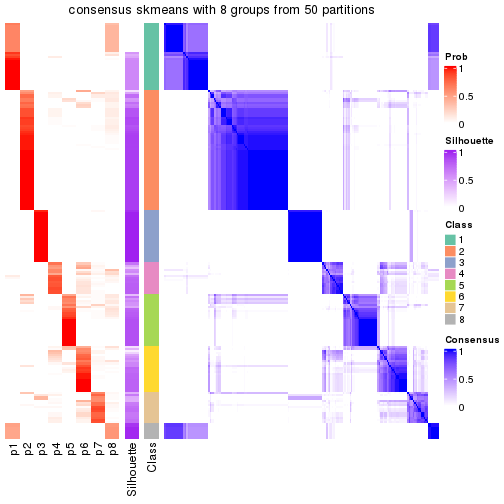 consensus skmeans with 8 groups from 50 partitions
Prob
1
0.5
0
Silhouette
1
0.5
0
Class
1
2
3
4
5
6
7
8
Consensus
1
0.5
0
p1
p2
p3
p4
p5
p6
p7
p8
Silhouette
Class